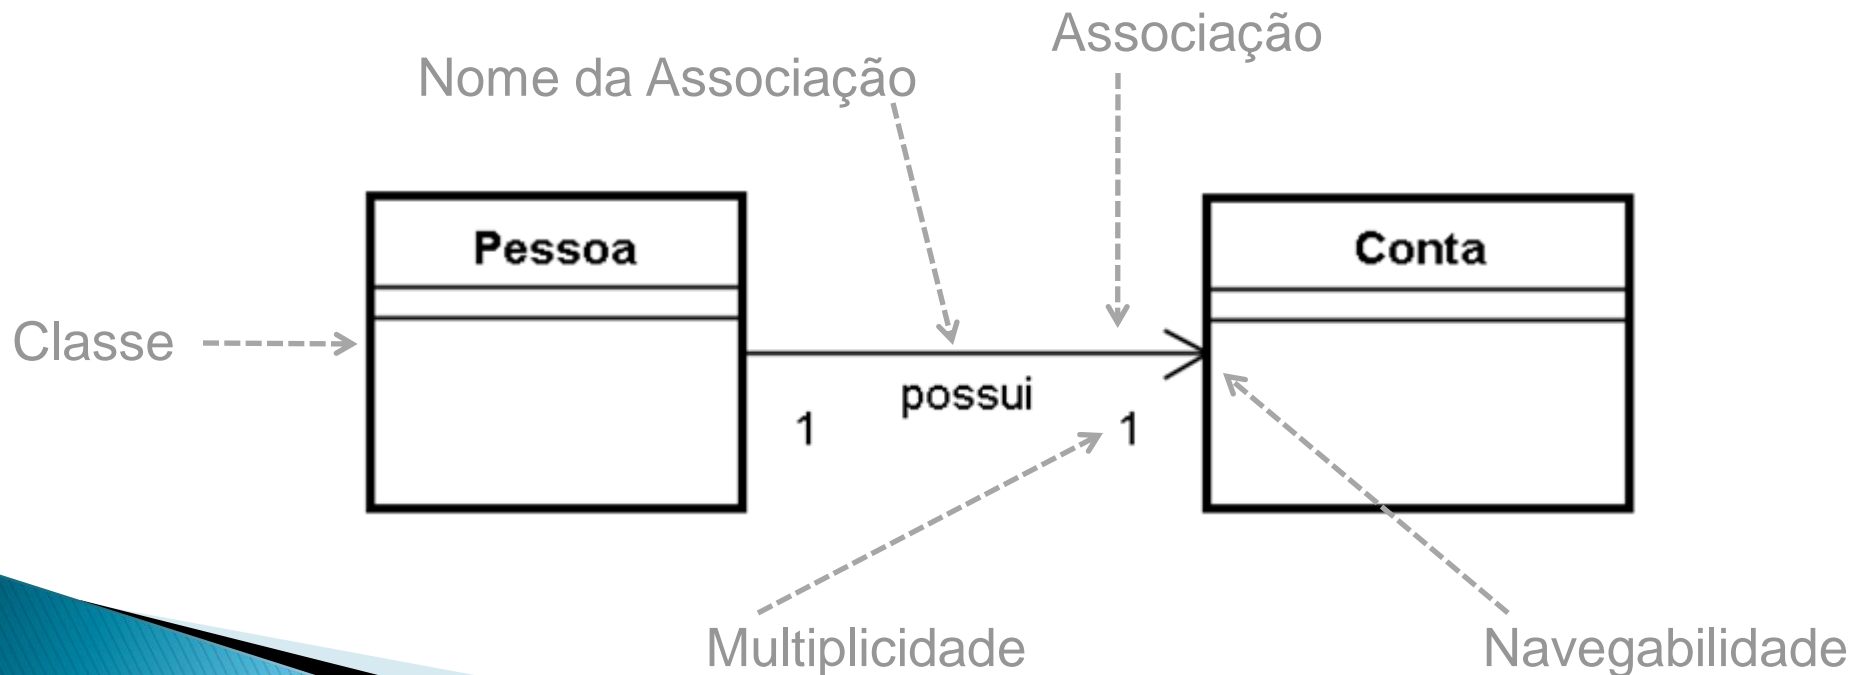 Associação
Nome da Associação
Pessoa
Conta
Classe
possui
1
1
Multiplicidade
Navegabilidade